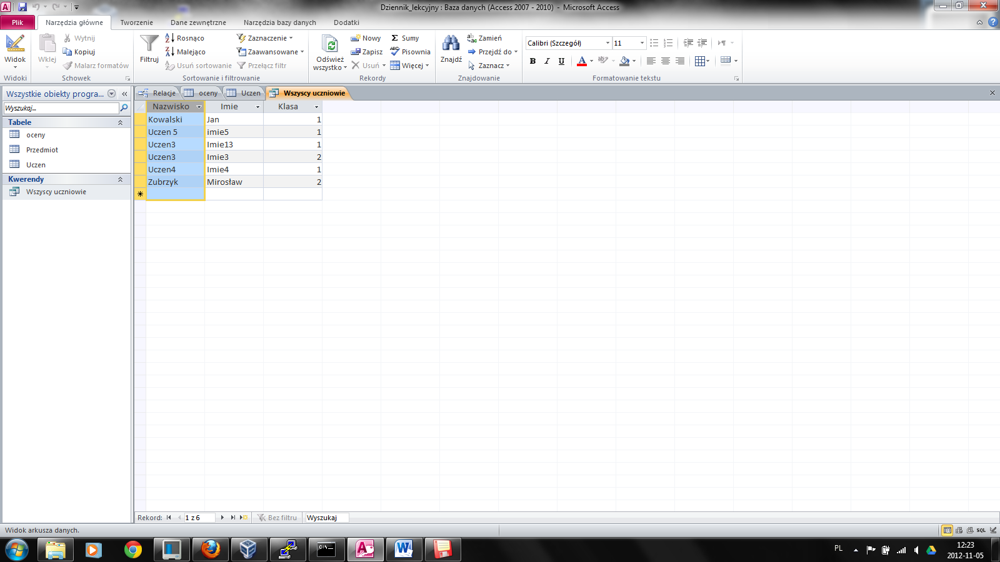 Dziennik_lekcyjny : Baza danych (Access 2007 - 2010) - Microsoft Access
Plik Narzędzia główne Tworzenie Dane zewnętrzne Narzędzia bazy danych Dodatki
Widok
Widoki
Wklej
Wytnij
Kopiuj
Malarz formatów
Schowek
Filtruj
Rosnąco
Malejąco
Usuń sortowanie
Zaznaczenie
Zaawansowane
Przełącz filtr
Sortowanie i filtrowanie
Odśwież
wszystko
Nowy
Zapisz
Usuń
Sumy
Pisownia
Więcej
Rekordy
Znajdź
Zamień
Przejdź do
Zaznacz
Znajdowanie
Calibri (Szczegół) 11
B I U
Formatowanie tekstu
Wszystkie obiekty progra...
Wyszukaj...
Tabele
oceny
Przedmiot
Uczen
Kwerendy
Wszyscy uczniowie
Relacje oceny Uczen Wszyscy uczniowie
Nazwisko Imie Klasa
Kowalski Jan 1
Uczen 5 imie5 1
Uczen3 Imie13 1
Uczen3 Imie3 2
Uczen4 Imie4 1
Zubrzyk Mirosław 2
Rekord: 1 z 6 Bez filtru Wyszukaj
Widok arkusza danych. SQL
PL 12:23
2012-11-05